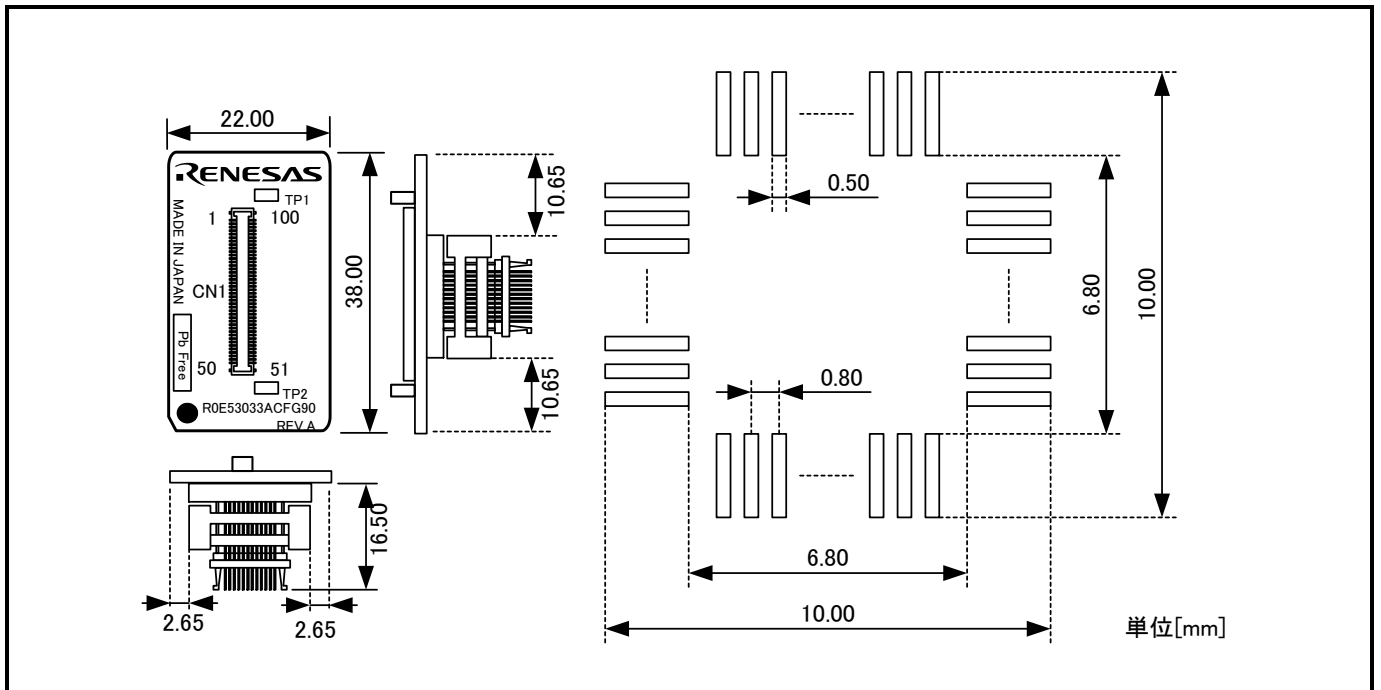 22.00
RENESAS
TP1
1 100
MADE IN JAPAN
CN1
Pb Free
50 51
TP2
R0E53033ACFG90
REV.A
38.00
10.65
10.65
16.50
2.65
2.65
0.50
0.80
6.80
10.00
6.80
10.00
単位[mm]